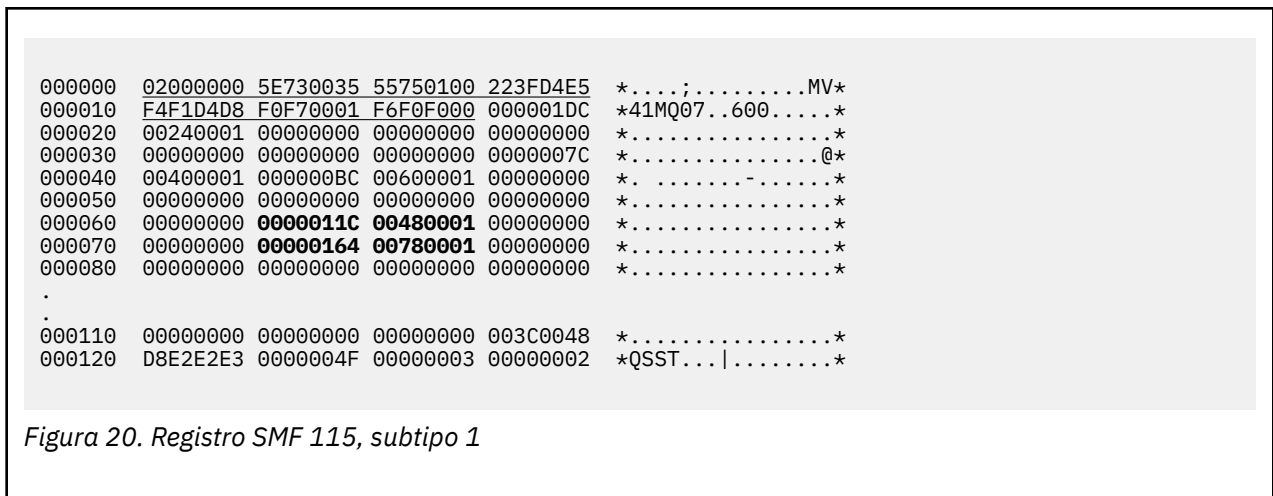 000000  02000000 5E730035 55750100 223FD4E5  *....;.........MV*
000010  F4F1D4D8 F0F70001 F6F0F000 000001DC  *41MQ07..600.....*
000020  00240001 00000000 00000000 00000000  *................*
000030  00000000 00000000 00000000 0000007C  *...............@*
000040  00400001 000000BC 00600001 00000000  *. .......-......*
000050  00000000 00000000 00000000 00000000  *................*
000060  00000000 0000011C 00480001 00000000  *................*
000070  00000000 00000164 00780001 00000000  *................*
000080  00000000 00000000 00000000 00000000  *................*
.
.
000110  00000000 00000000 00000000 003C0048  *................*
000120  D8E2E2E3 0000004F 00000003 00000002  *QSST...|........*
Figura 20. Registro SMF 115, subtipo 1